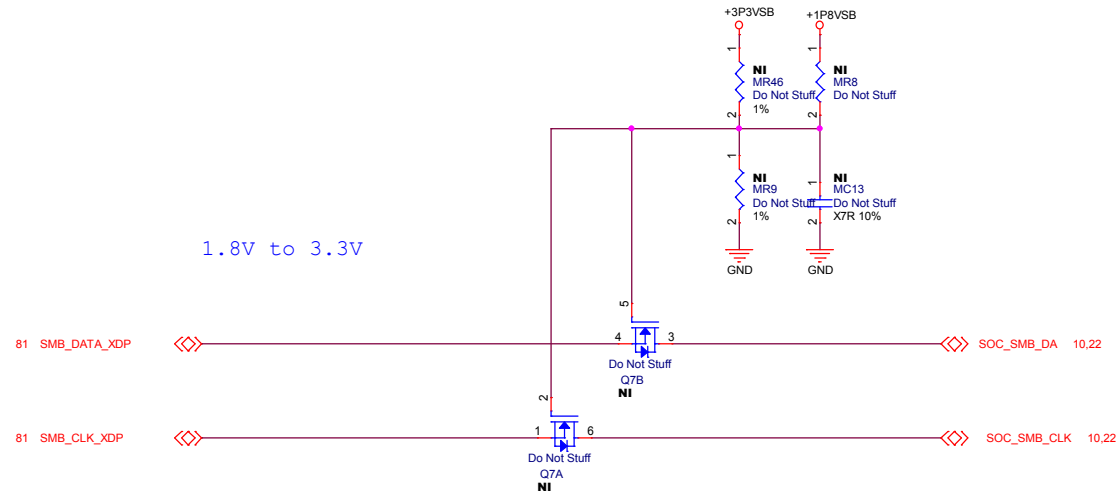 +3P3VSB
+1P8VSB
1
1
NI
MR46
Do Not Stuff
1%
NI
MR8
Do Not Stuff
2
2
1
1
NI
MR9
Do Not Stuff
1%
NI
MC13
Do Not Stuff
X7R 10%
2
2
GND
GND
1.8V to 3.3V
5
81 SMB_DATA_XDP
4
3
SOC_SMB_DA 10,22
Do Not Stuff
Q7B
NI
2
81 SMB_CLK_XDP
1
6
SOC_SMB_CLK 10,22
Do Not Stuff
Q7A
NI